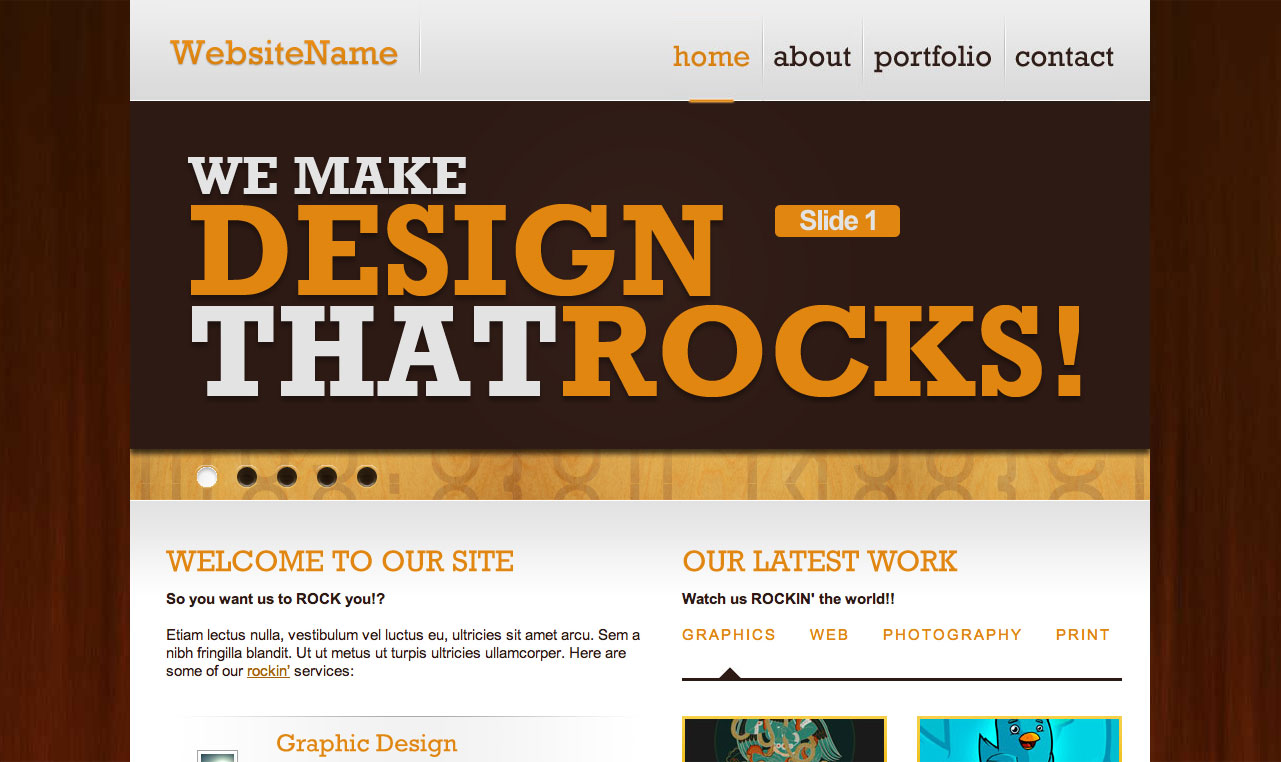 WebsiteName
home about portfolio contact
WE MAKE
DESIGN
Slide 1
THATROCKS!
WELCOME TO OUR SITE
So you want us to ROCK you!?
Etiam lectus nulla, vestibulum vel luctus eu, ultricies sit amet arcu. Sem a
nibh fringilla blandit. Ut ut metus ut turpis ultricies ullamcorper. Here are
some of our rockin' services:
Graphic Design
OUR LATEST WORK
Watch us ROCKIN' the world!!
GRAPHICS WEB PHOTOGRAPHY PRINT